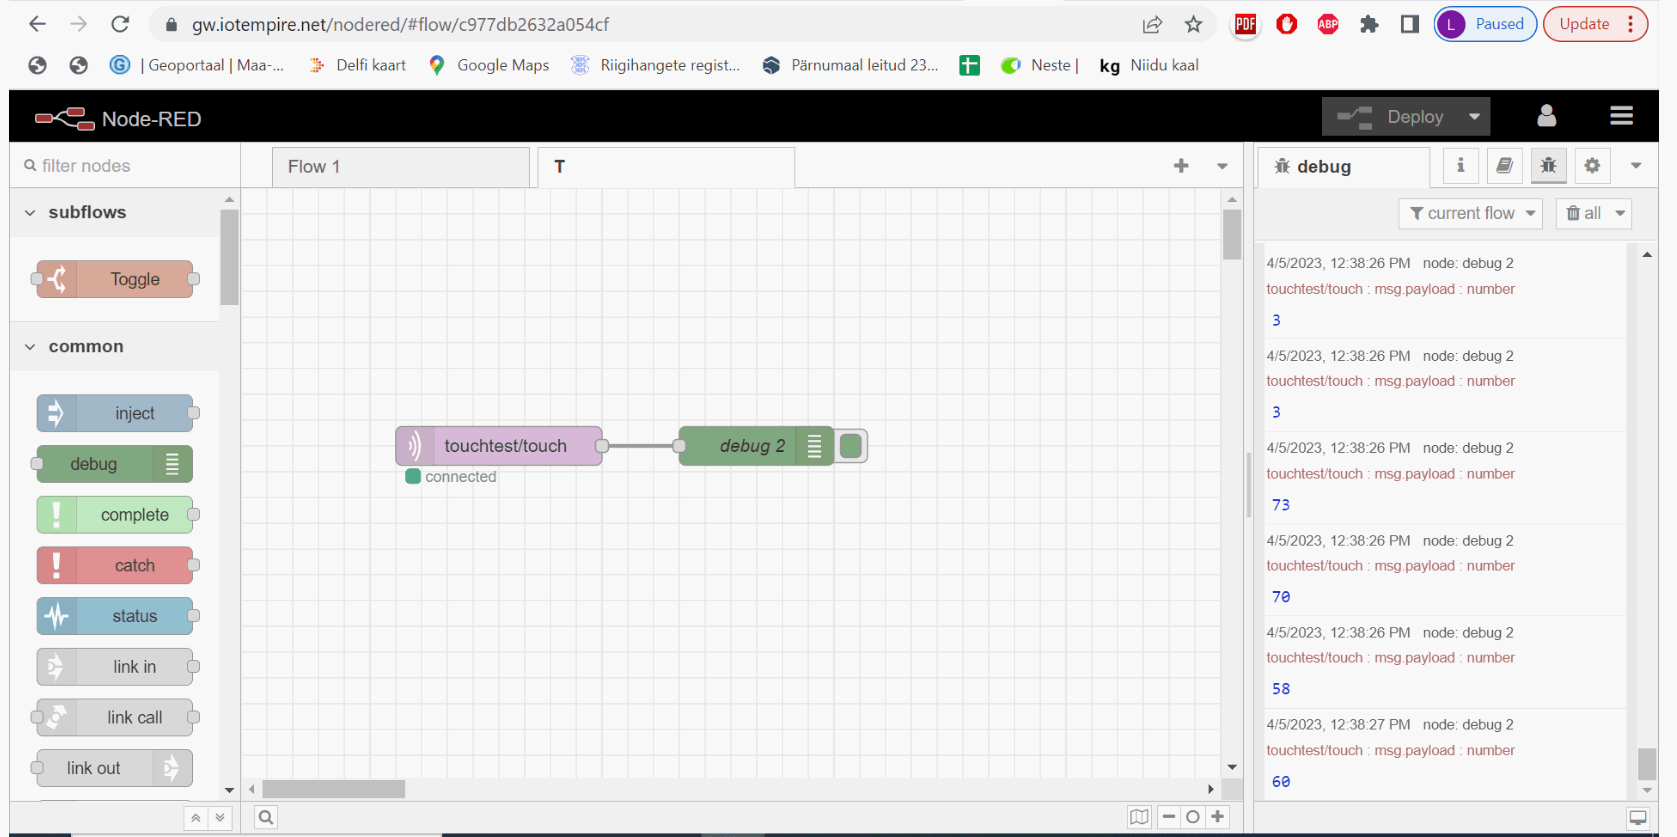 gw.iotempire.net/nodered/#flow/c977db2632a054cf
PDF
ABP
L Paused
Update
G | Geoportaal | Maa-...
Delfi kaart
Google Maps
Riigihangete regist...
Pärnumaal leitud 23...
Neste |
kg Niidu kaal
Node-RED
Deploy
filter nodes
Flow 1
T
debug
i
subflows
current flow
all
Toggle
common
inject
debug
complete
catch
status
link in
link call
link out
touchtest/touch
connected
debug 2
4/5/2023, 12:38:26 PM node: debug 2
touchtest/touch : msg.payload : number
3
4/5/2023, 12:38:26 PM node: debug 2
touchtest/touch : msg.payload : number
3
4/5/2023, 12:38:26 PM node: debug 2
touchtest/touch : msg.payload : number
73
4/5/2023, 12:38:26 PM node: debug 2
touchtest/touch : msg.payload : number
70
4/5/2023, 12:38:26 PM node: debug 2
touchtest/touch : msg.payload : number
58
4/5/2023, 12:38:27 PM node: debug 2
touchtest/touch : msg.payload : number
60